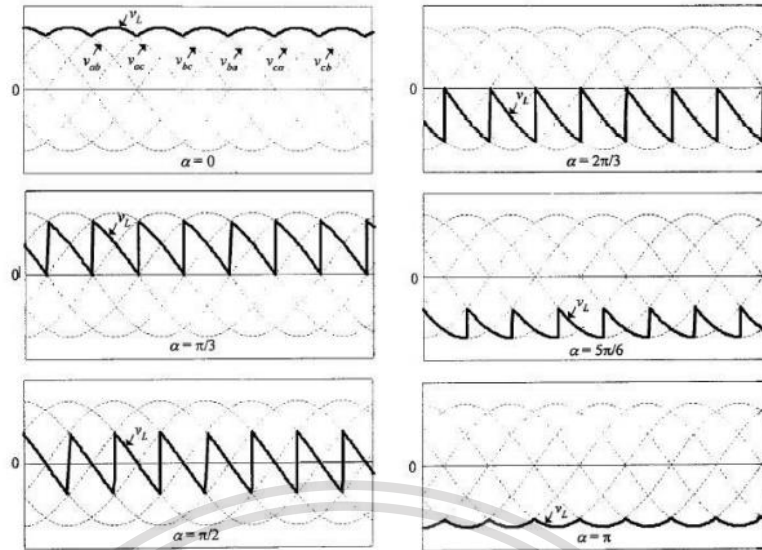 v_L
v_ab v_ac v_bc v_ba v_ca v_cb
0
α = 0
v_L
0
α = π/3
v_L
0
α = π/2
0
v_L
α = 2π/3
0
v_L
α = 5π/6
0
v_L
α = π